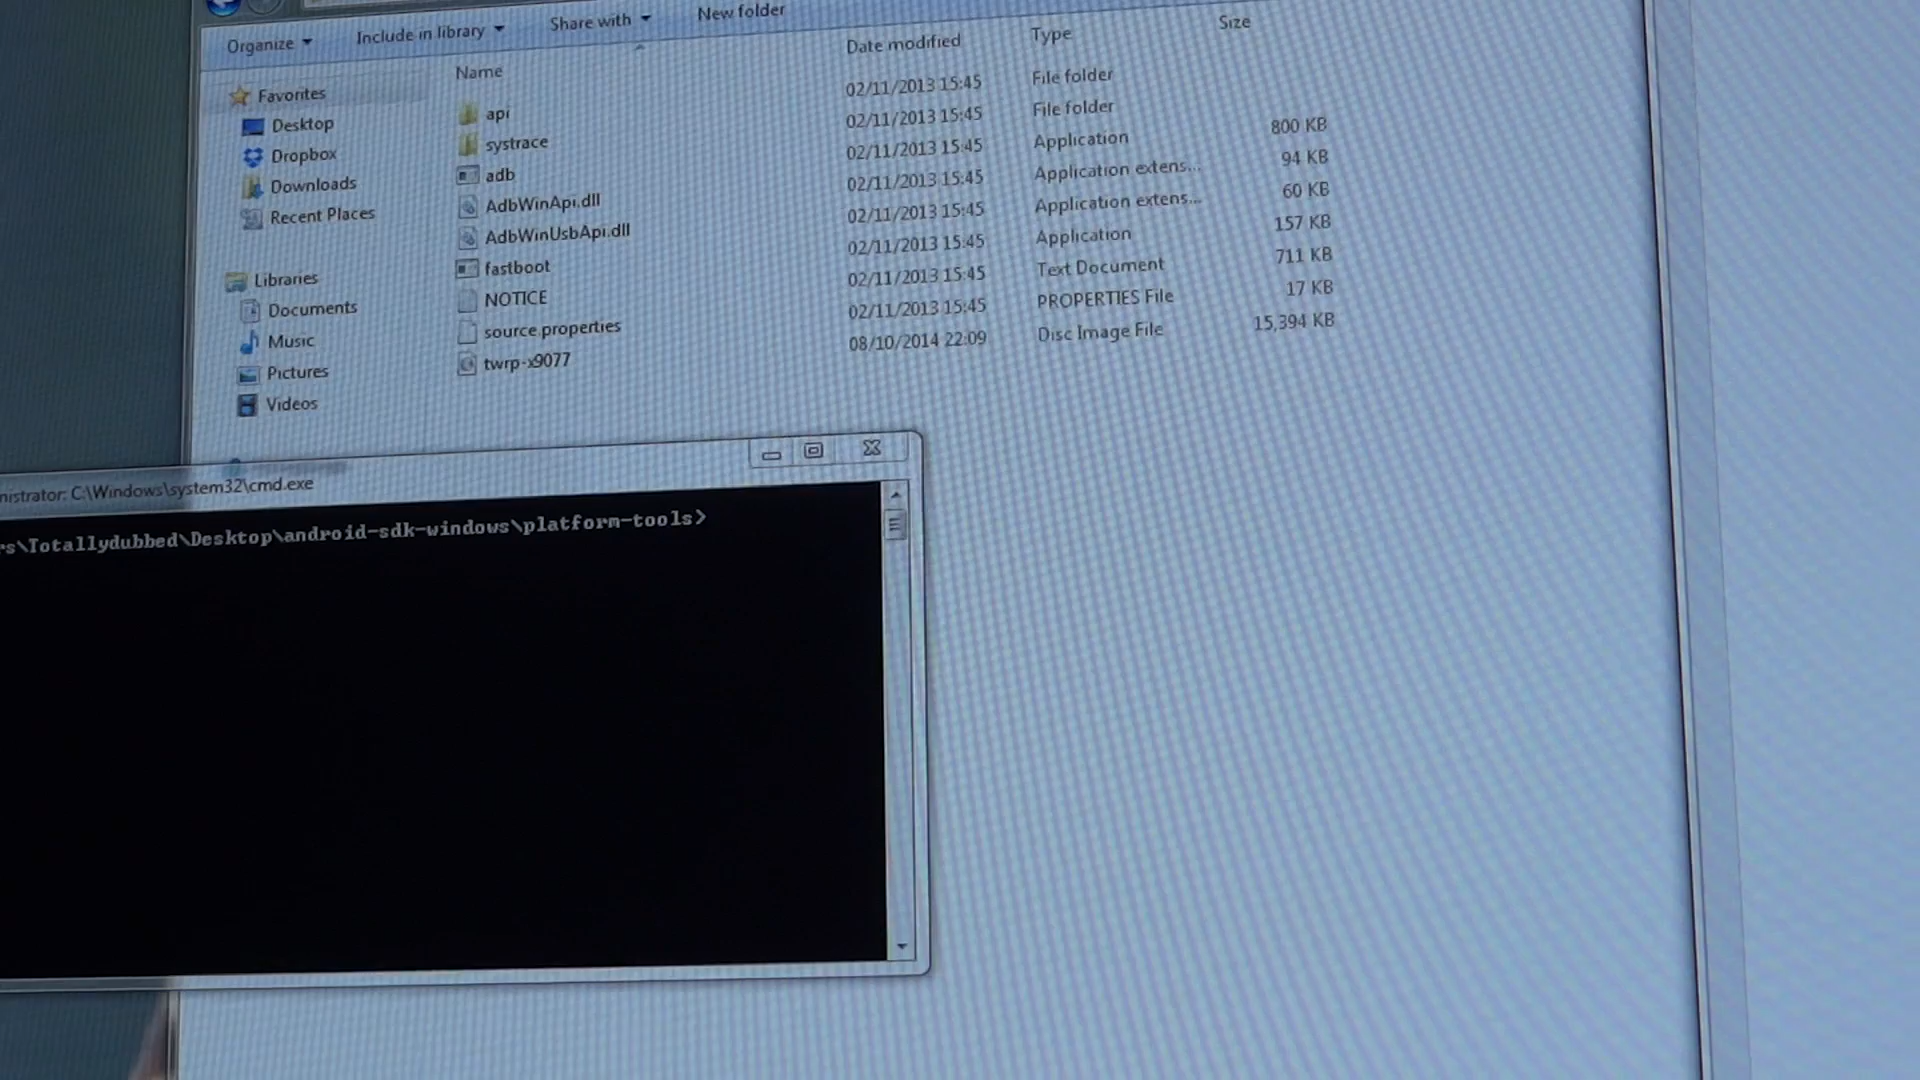 Organize Include in library Share with New folder
Name Date modified Type Size
Favorites
Desktop
Dropbox
Downloads
Recent Places
Libraries
Documents
Music
Pictures
Videos
api 02/11/2013 15:45 File folder
systrace 02/11/2013 15:45 File folder
adb 02/11/2013 15:45 Application 800 KB
AdbWinApi.dll 02/11/2013 15:45 Application extens... 94 KB
AdbWinUsbApi.dll 02/11/2013 15:45 Application extens... 60 KB
fastboot 02/11/2013 15:45 Application 157 KB
NOTICE 02/11/2013 15:45 Text Document 711 KB
source.properties 02/11/2013 15:45 PROPERTIES File 17 KB
twrp-x9077 08/10/2014 22:09 Disc Image File 15,394 KB
nistrator: C:\Windows\system32\cmd.exe
rs\Totallydubbed\Desktop\android-sdk-windows\platform-tools>